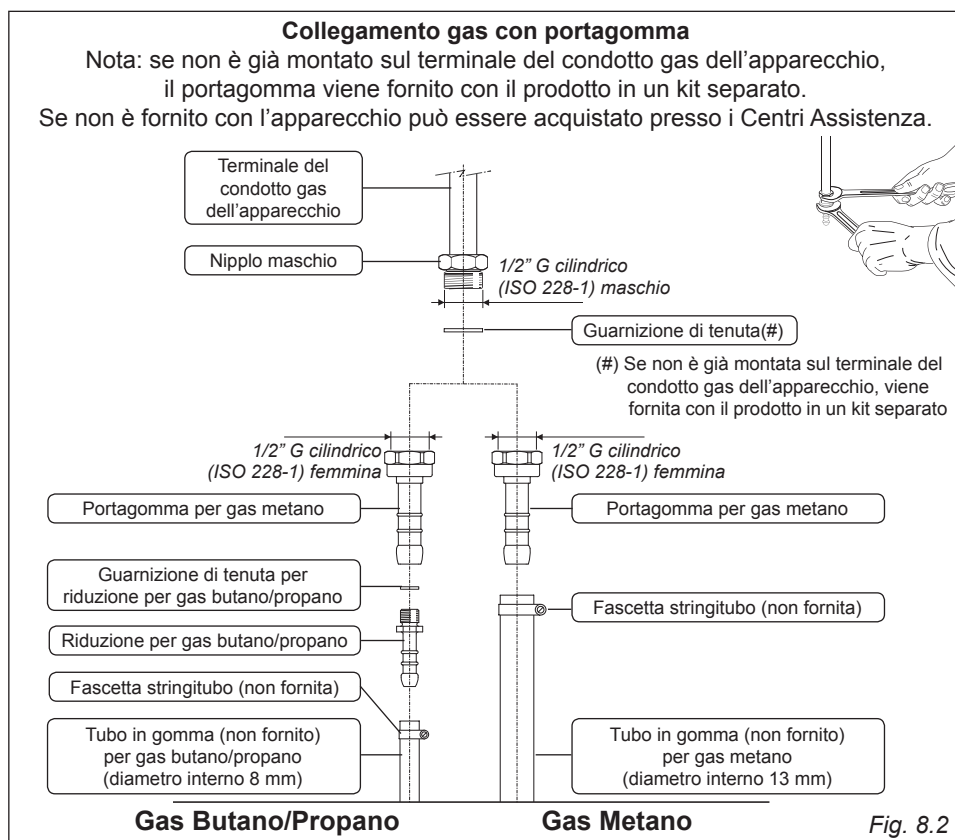 Collegamento gas con portagomma
Nota: se non è già montato sul terminale del condotto gas dell'apparecchio,
il portagomma viene fornito con il prodotto in un kit separato.
Se non è fornito con l'apparecchio può essere acquistato presso i Centri Assistenza.
Terminale del
condotto gas
dell'apparecchio
Nipplo maschio
1/2" G cilindrico
(ISO 228-1) maschio
Guarnizione di tenuta(#)
(#) Se non è già montata sul terminale del
condotto gas dell'apparecchio, viene
fornita con il prodotto in un kit separato
1/2" G cilindrico
(ISO 228-1) femmina
1/2" G cilindrico
(ISO 228-1) femmina
Portagomma per gas metano
Portagomma per gas metano
Guarnizione di tenuta per
riduzione per gas butano/propano
Fascetta stringitubo (non fornita)
Riduzione per gas butano/propano
Fascetta stringitubo (non fornita)
Tubo in gomma (non fornito)
per gas butano/propano
(diametro interno 8 mm)
Tubo in gomma (non fornito)
per gas metano
(diametro interno 13 mm)
Gas Butano/Propano
Gas Metano
Fig. 8.2